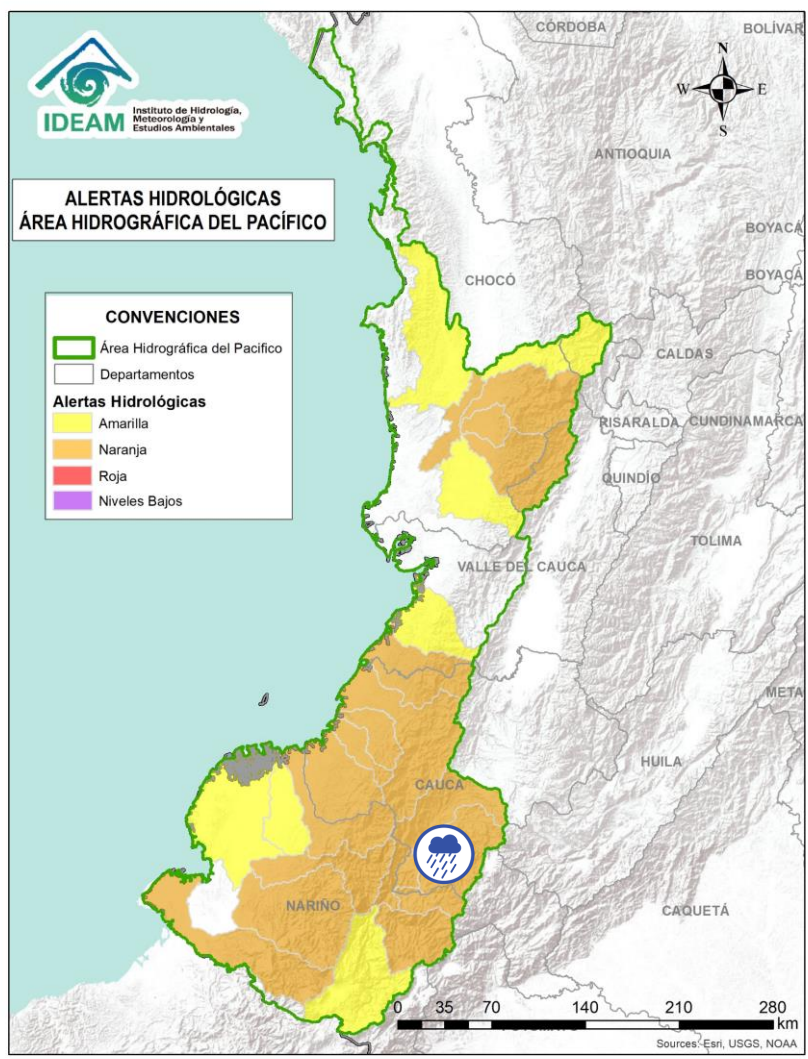 CÓRDOBA
BOLÍVAR
IDEAM
Instituto de Hidrología,
Meteorología y
Estudios Ambientales
N
W
E
S
ANTIOQUIA
ALERTAS HIDROLÓGICAS
ÁREA HIDROGRÁFICA DEL PACÍFICO
BOYACÁ
BOYACÁ
CHOCÓ
CONVENCIONES
Área Hidrográfica del Pacifico
Departamentos
Alertas Hidrológicas
Amarilla
Naranja
Roja
Niveles Bajos
CALDAS
RISARALDA
CUNDINAMARCA
QUINDÍO
TOLIMA
VALLE DEL CAUCA
META
HUILA
CAUCA
NARIÑO
CAQUETÁ
0 35 70 140 210 280
km
Sources: Esri, USGS, NOAA